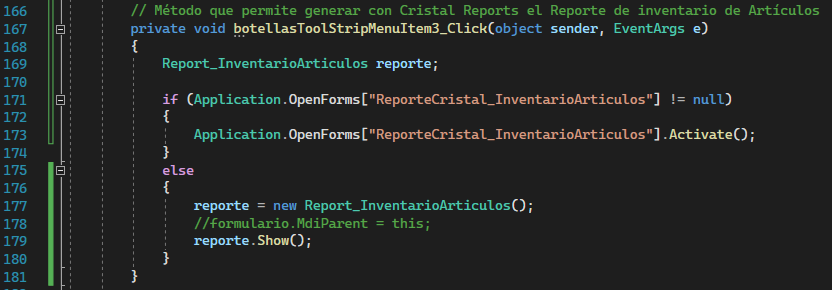 166 // Método que permite generar con Cristal Reports el Reporte de inventario de Artículos
167 private void botellasToolStripMenuItem3_Click(object sender, EventArgs e)
168 {
169 Report_InventarioArticulos reporte;
170
171 if (Application.OpenForms["ReporteCristal_InventarioArticulos"] != null)
172 {
173 Application.OpenForms["ReporteCristal_InventarioArticulos"].Activate();
174 }
175 else
176 {
177 reporte = new Report_InventarioArticulos();
178 //formulario.MdiParent = this;
179 reporte.Show();
180 }
181 }